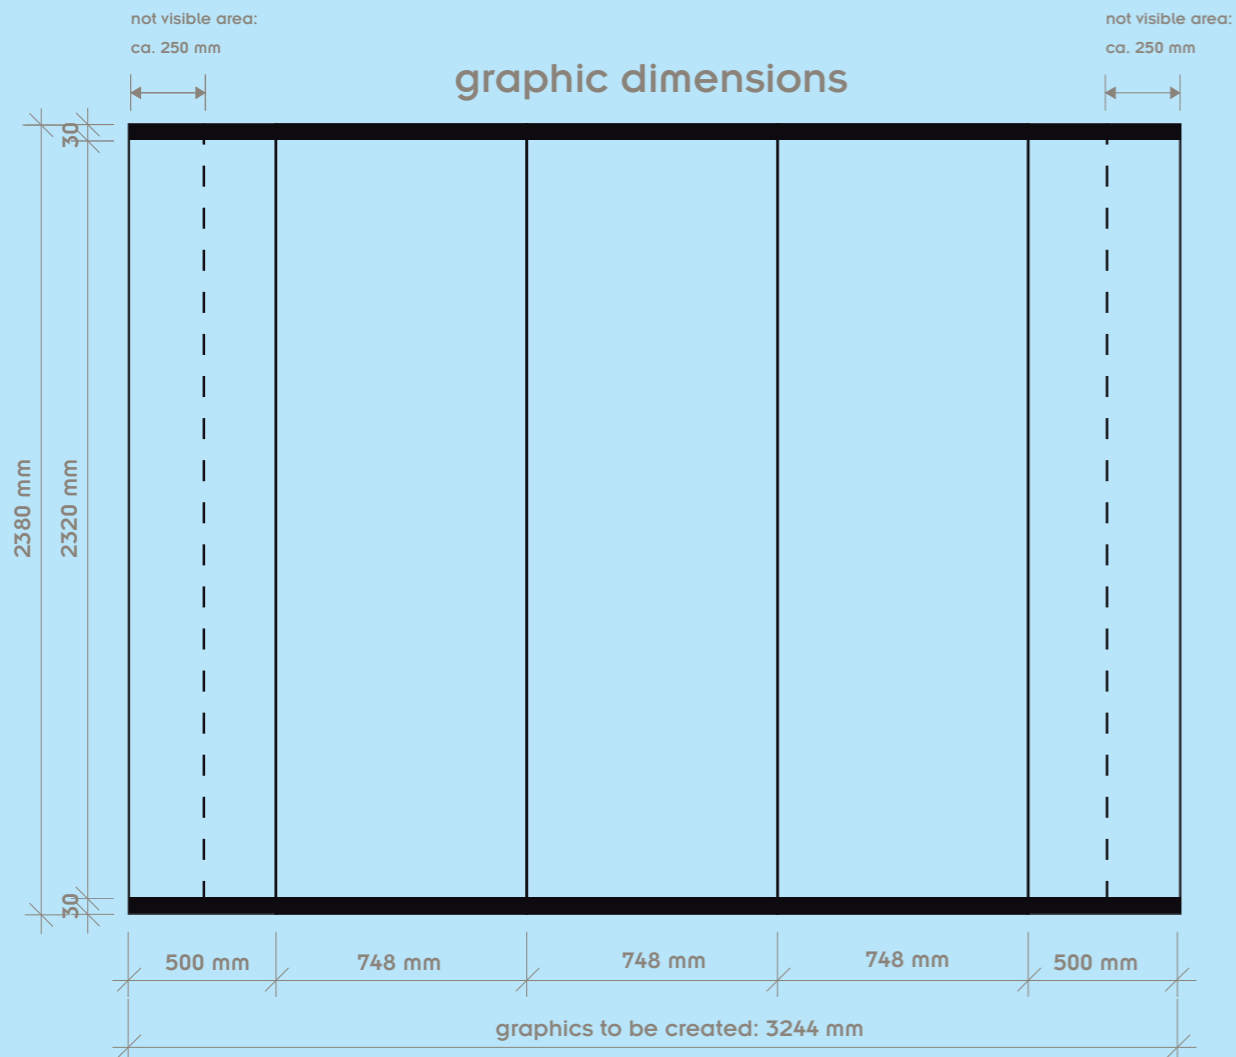 not visible area:
ca. 250 mm
not visible area:
ca. 250 mm
graphic dimensions
30
2380 mm
2320 mm
30
500 mm
748 mm
748 mm
748 mm
500 mm
graphics to be created: 3244 mm